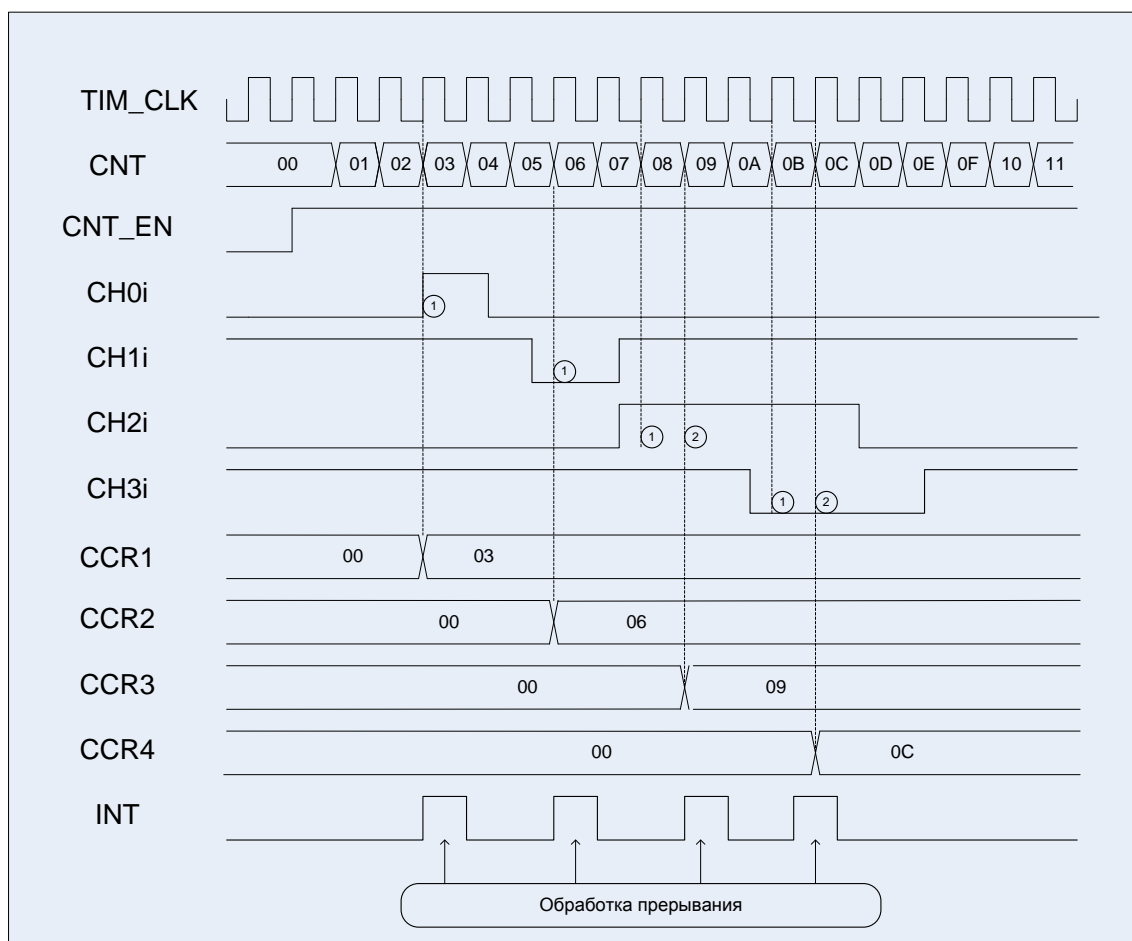 TIM_CLK
CNT 00 01 02 03 04 05 06 07 08 09 0A 0B 0C 0D 0E 0F 10 11
CNT_EN
CH0i 1
CH1i 1
CH2i 1 2
CH3i 1 2
CCR1 00 03
CCR2 00 06
CCR3 00 09
CCR4 00 0C
INT
Обработка прерывания